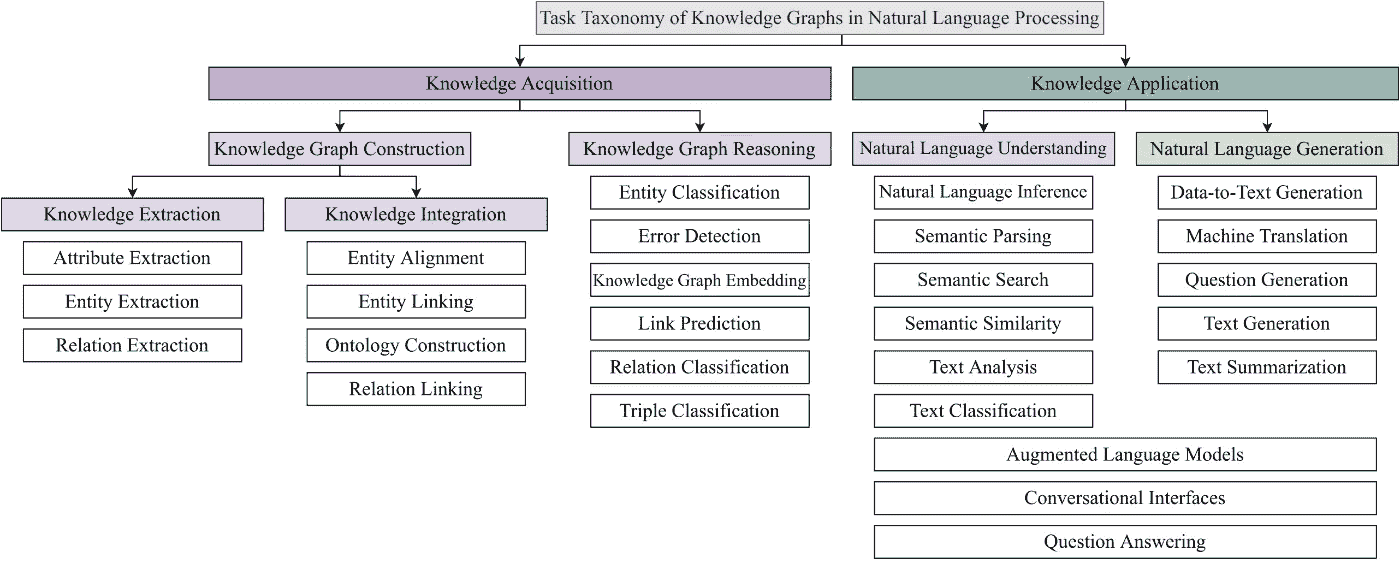 Task Taxonomy of Knowledge Graphs in Natural Language Processing
Knowledge Acquisition
Knowledge Application
Knowledge Graph Construction
Knowledge Graph Reasoning
Natural Language Understanding
Natural Language Generation
Knowledge Extraction
Knowledge Integration
Attribute Extraction
Entity Extraction
Relation Extraction
Entity Alignment
Entity Linking
Ontology Construction
Relation Linking
Entity Classification
Error Detection
Knowledge Graph Embedding
Link Prediction
Relation Classification
Triple Classification
Natural Language Inference
Semantic Parsing
Semantic Search
Semantic Similarity
Text Analysis
Text Classification
Data-to-Text Generation
Machine Translation
Question Generation
Text Generation
Text Summarization
Augmented Language Models
Conversational Interfaces
Question Answering